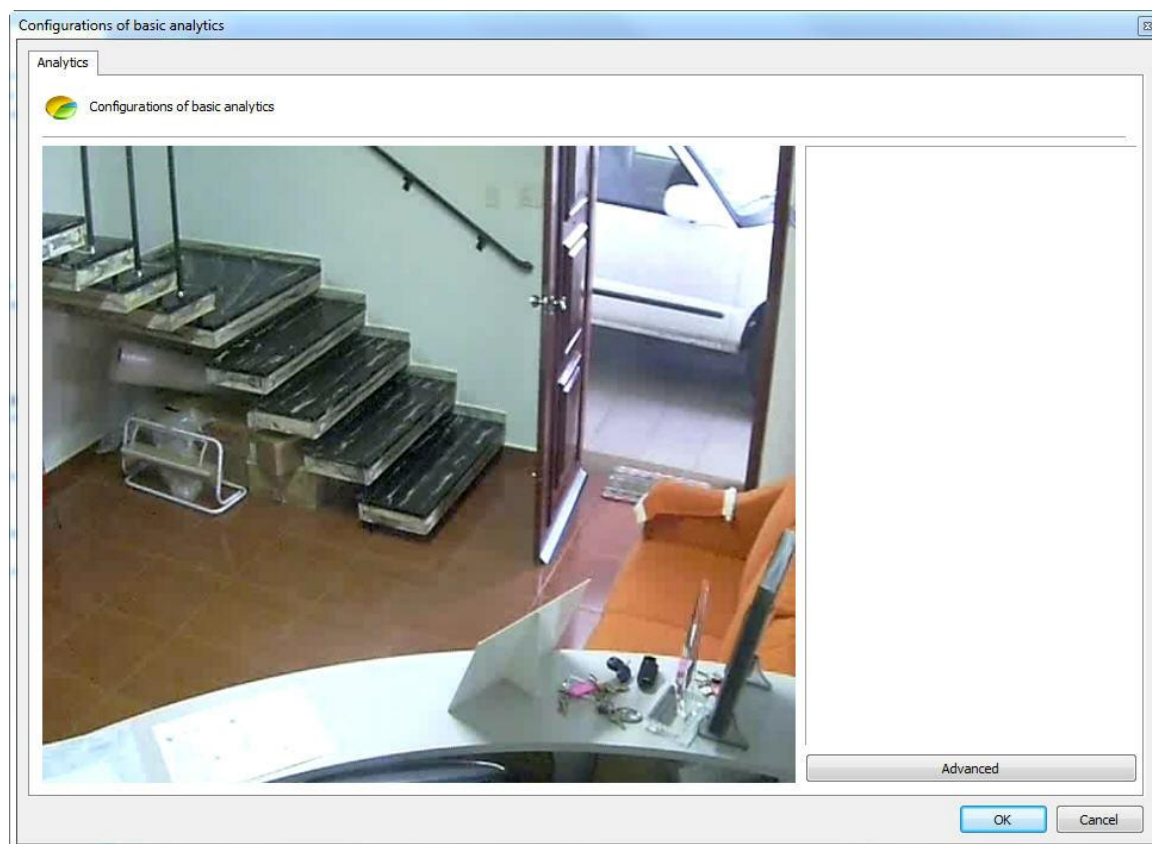 Configurations of basic analytics
Analytics
Configurations of basic analytics
Advanced
OK
Cancel